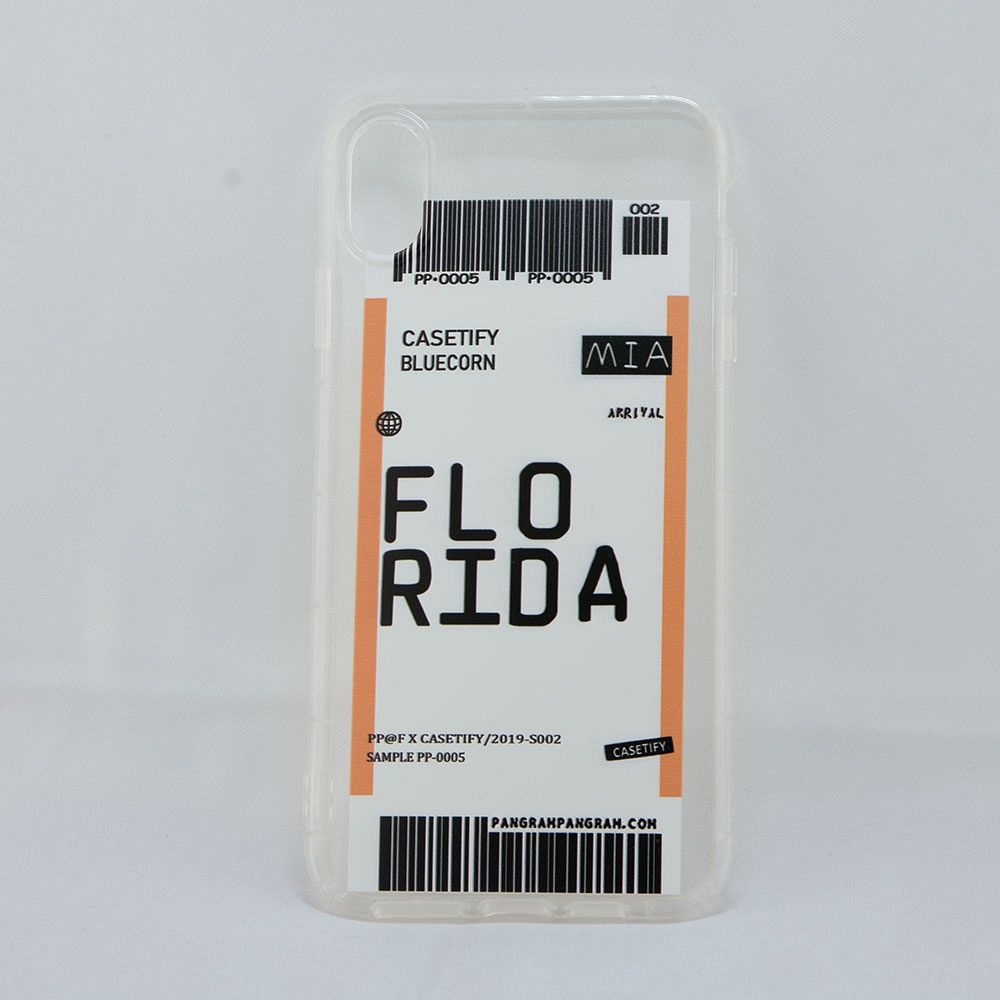 002
PP•0005 PP•0005
CASETIFY
BLUECORN
MIA
ARRIVAL
FLO
RIDA
PP@F X CASETIFY/2019-S002
SAMPLE PP-0005
CASETIFY
PANGRAMPANGRAM.COM